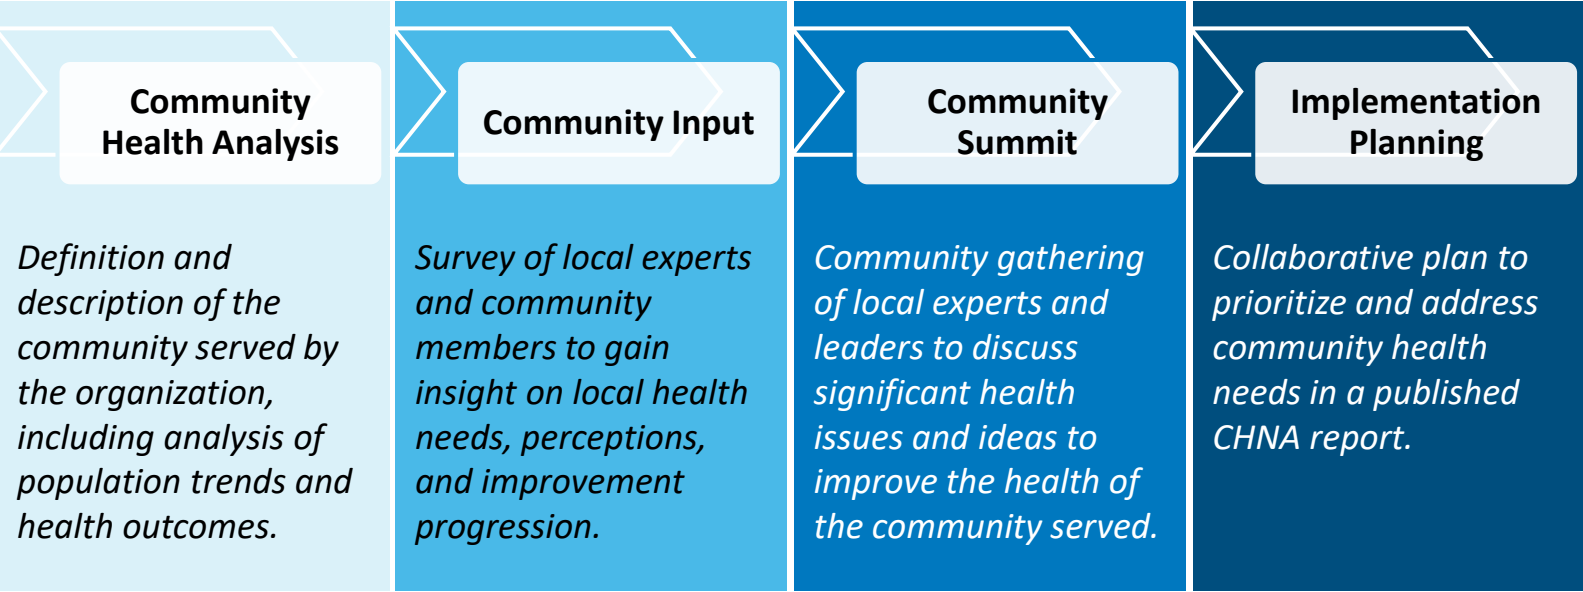 Community
Health Analysis
Definition and
description of the
community served by
the organization,
including analysis of
population trends and
health outcomes.
Community Input
Survey of local experts
and community
members to gain
insight on local health
needs, perceptions,
and improvement
progression.
Community
Summit
Community gathering
of local experts and
leaders to discuss
significant health
issues and ideas to
improve the health of
the community served.
Implementation
Planning
Collaborative plan to
prioritize and address
community health
needs in a published
CHNA report.